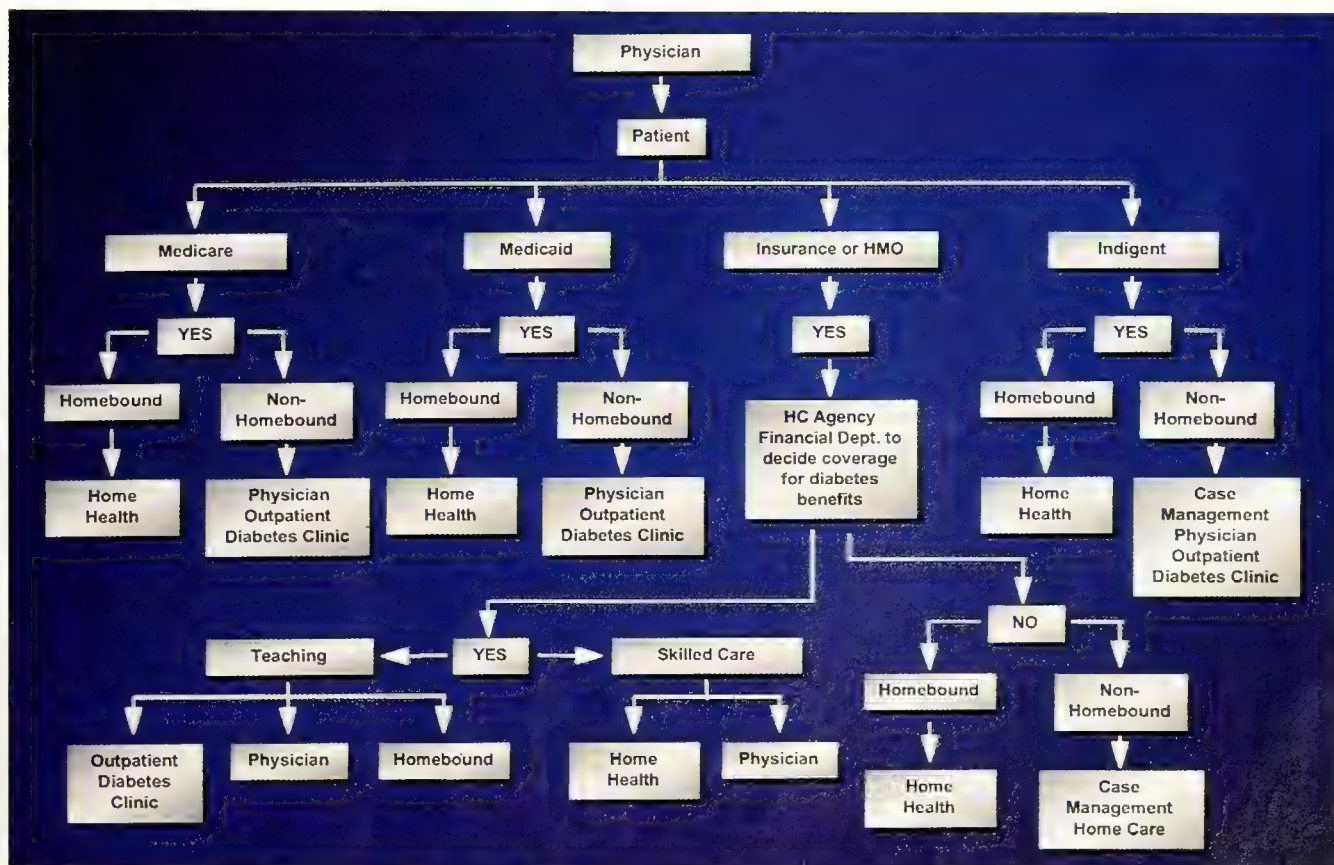 Physician
Patient
Medicare
Medicaid
Insurance or HMO
Indigent
YES
YES
YES
YES
Homebound
Non-
Homebound
Homebound
Non-
Homebound
HC Agency
Financial Dept. to
decide coverage
for diabetes
benefits
Homebound
Non-
Homebound
Home
Health
Physician
Outpatient
Diabetes Clinic
Home
Health
Physician
Outpatient
Diabetes Clinic
Home
Health
Case
Management
Physician
Outpatient
Diabetes Clinic
Teaching
YES
Skilled Care
NO
Outpatient
Diabetes
Clinic
Physician
Homebound
Home
Health
Physician
Homebound
Non-
Homebound
Home
Health
Case
Management
Home Care